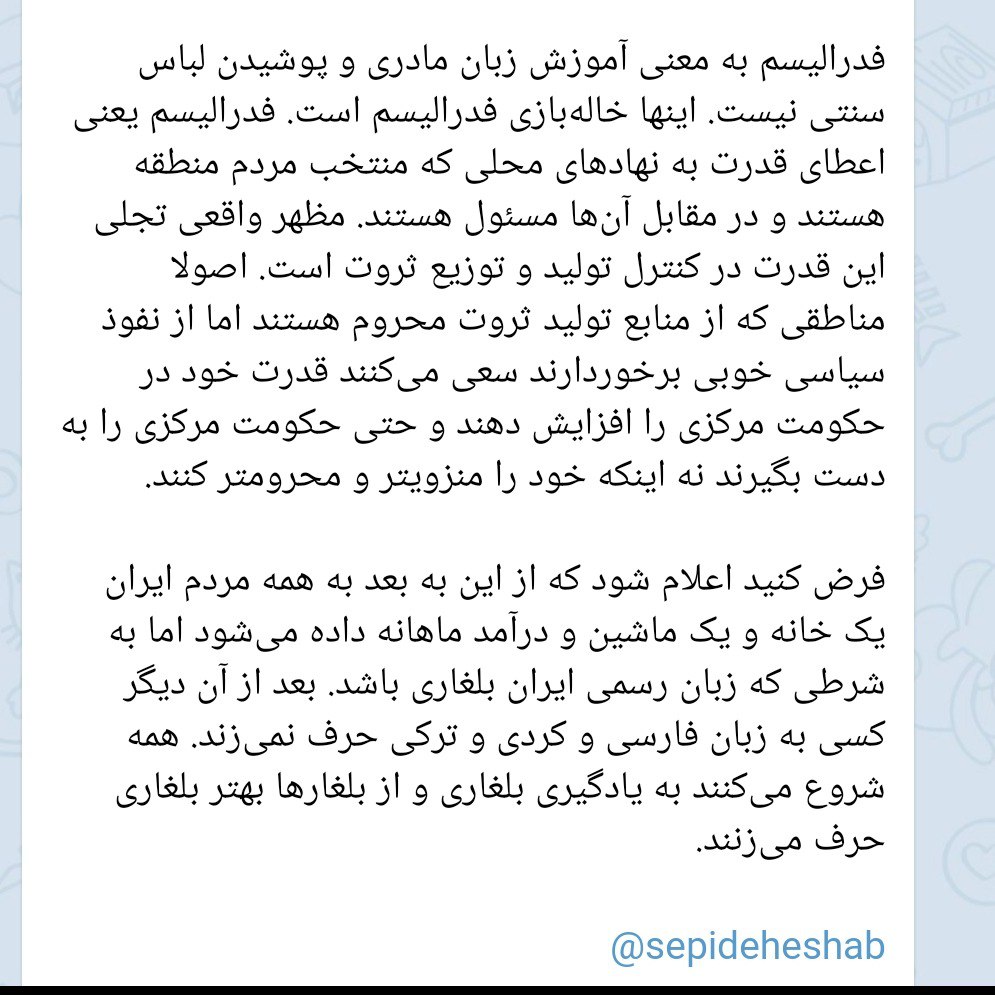 فدرالیسم به معنی آموزش زبان مادری و پوشیدن لباس
سنتی نیست. اینها خاله‌بازی فدرالیسم است. فدرالیسم یعنی
اعطای قدرت به نهادهای محلی که منتخب مردم منطقه
هستند و در مقابل آن‌ها مسئول هستند. مظهر واقعی تجلی
این قدرت در کنترل تولید و توزیع ثروت است. اصولا
مناطقی که از منابع تولید ثروت محروم هستند اما از نفوذ
سیاسی خوبی برخوردارند سعی می‌کنند قدرت خود در
حکومت مرکزی را افزایش دهند و حتی حکومت مرکزی را به
دست بگیرند نه اینکه خود را منزویتر و محرومتر کنند.
فرض کنید اعلام شود که از این به بعد به همه مردم ایران
یک خانه و یک ماشین و درآمد ماهانه داده می‌شود اما به
شرطی که زبان رسمی ایران بلغاری باشد. بعد از آن دیگر
کسی به زبان فارسی و کردی و ترکی حرف نمی‌زند. همه
شروع می‌کنند به یادگیری بلغاری و از بلغارها بهتر بلغاری
حرف می‌زنند.
@sepideheshab